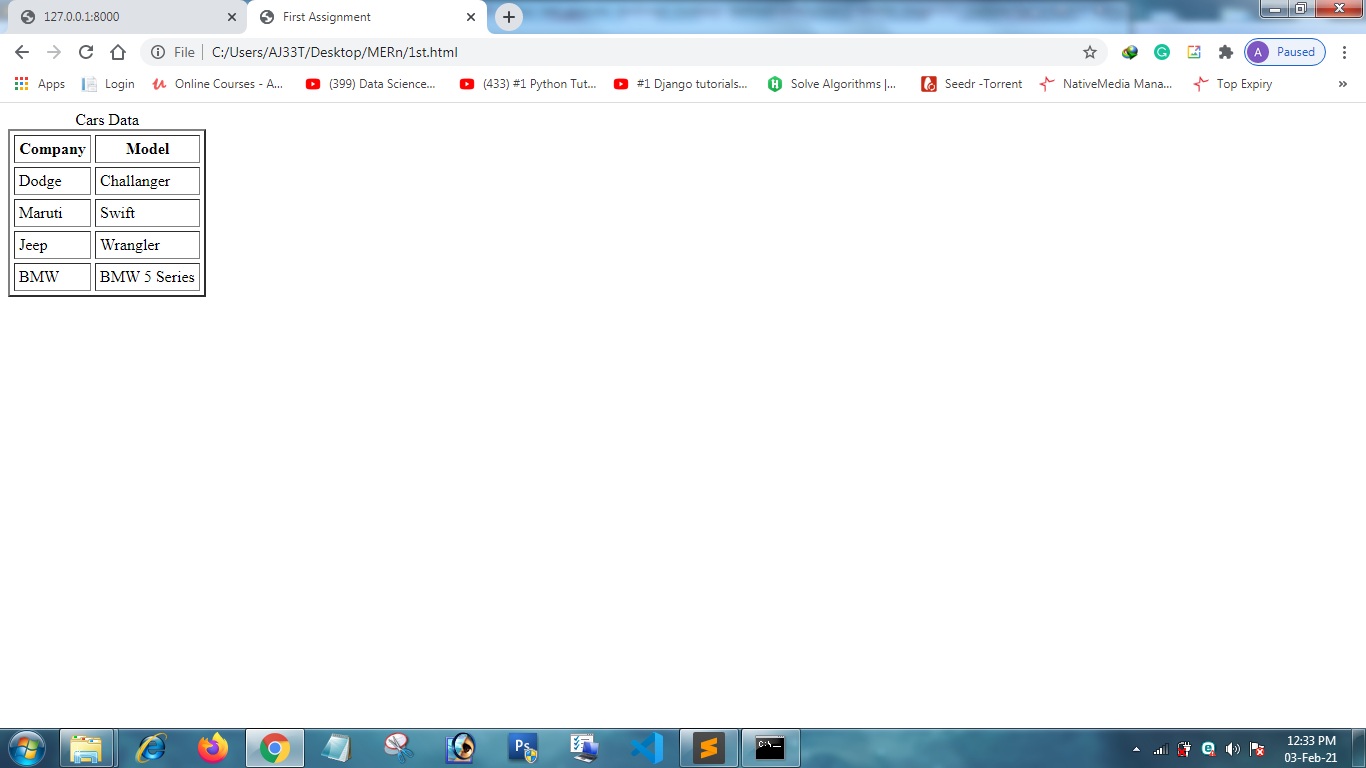 127.0.0.1:8000
First Assignment
File
C:/Users/AJ33T/Desktop/MERn/1st.html
A Paused
Apps
Login
Online Courses - A...
(399) Data Science...
(433) #1 Python Tut...
#1 Django tutorials...
Solve Algorithms |...
Seedr -Torrent
NativeMedia Mana...
Top Expiry
Cars Data
Company Model
Dodge Challanger
Maruti Swift
Jeep Wrangler
BMW BMW 5 Series
Ps
C:\
12:33 PM
03-Feb-21